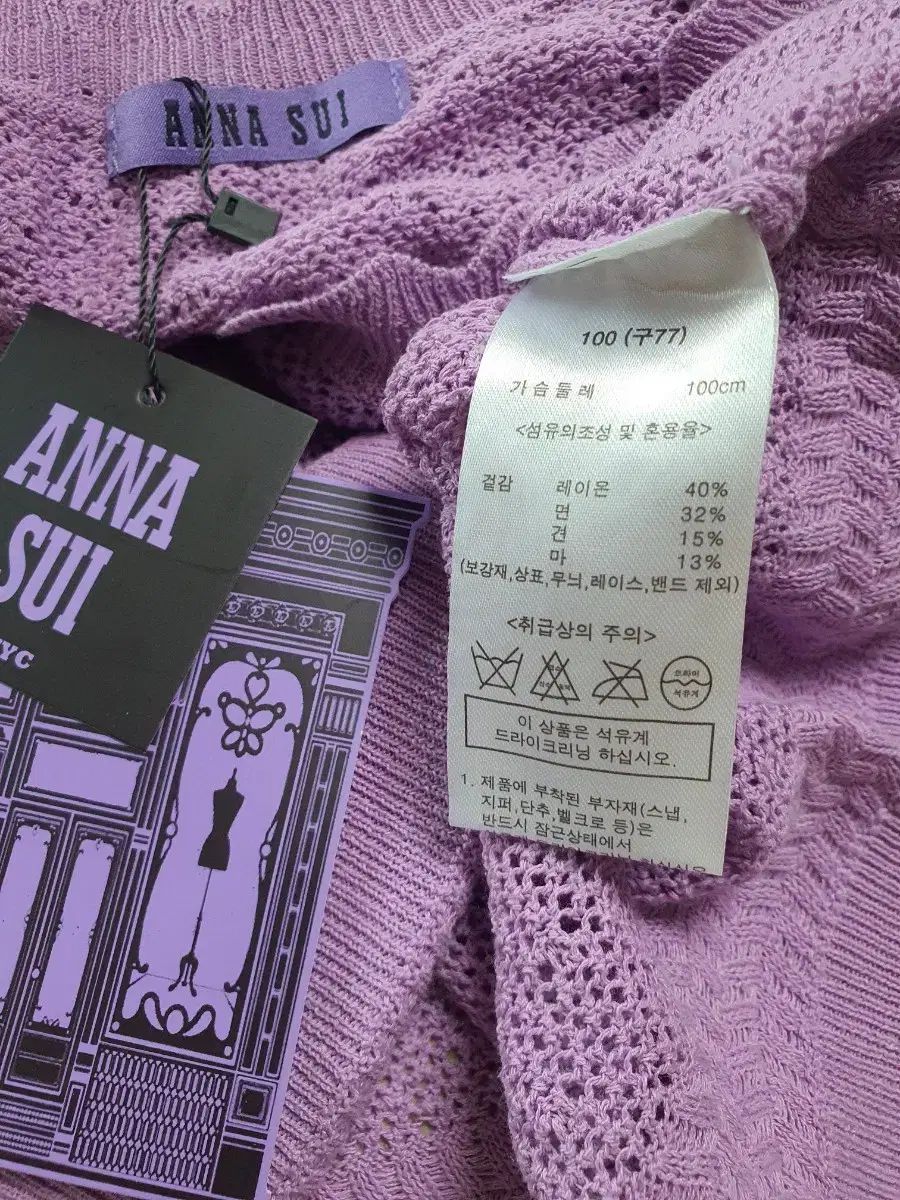 ANNA SUI
ANNA
SUI
NYC
100 (구77)
가슴둘레 100cm
<섬유의조성 및 혼용율>
겉감 레이온 40%
면 32%
견 15%
마 13%
(보강재,상표,무늬,레이스,밴드 제외)
<취급상의 주의>
드라이
석유계
이 상품은 석유계
드라이크리닝 하십시오.
1. 제품에 부착된 부자재(스냅,
지퍼,단추,벨크로 등)은
반드시 잠근상태에서